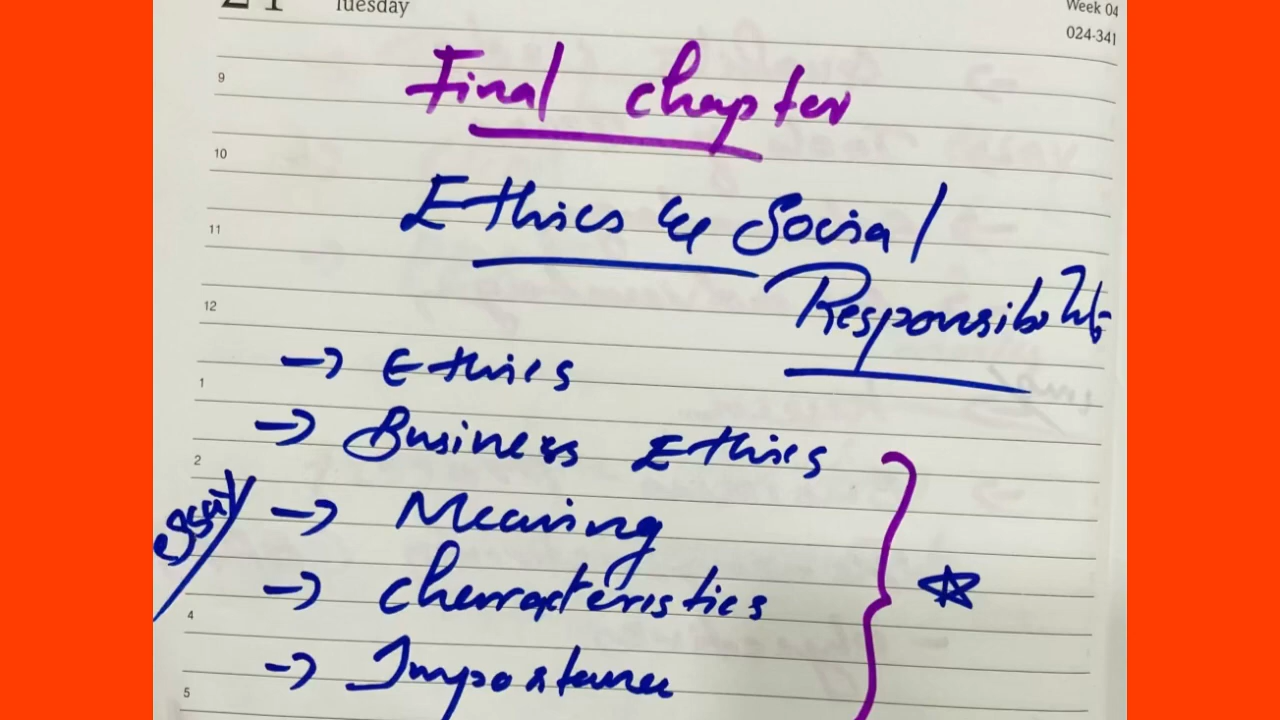 Tuesday
Week 04
024-341
Final chapter
Ethics & Social
Responsibility
→ Ethics
→ Business Ethics
Essay
→ Meaning
→ Characteristics
→ Importance
9
10
11
12
1
2
4
5